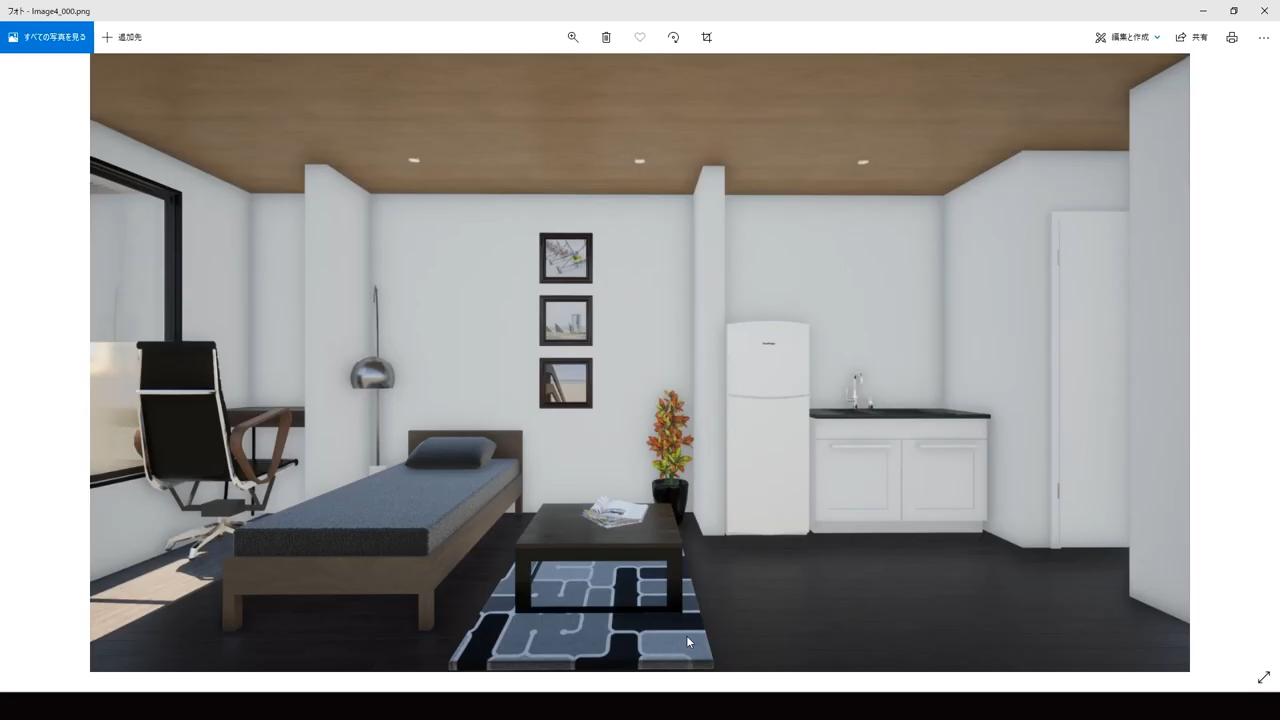 フォト - Image4_000.png
すべての写真を見る
追加先
編集と作成
共有